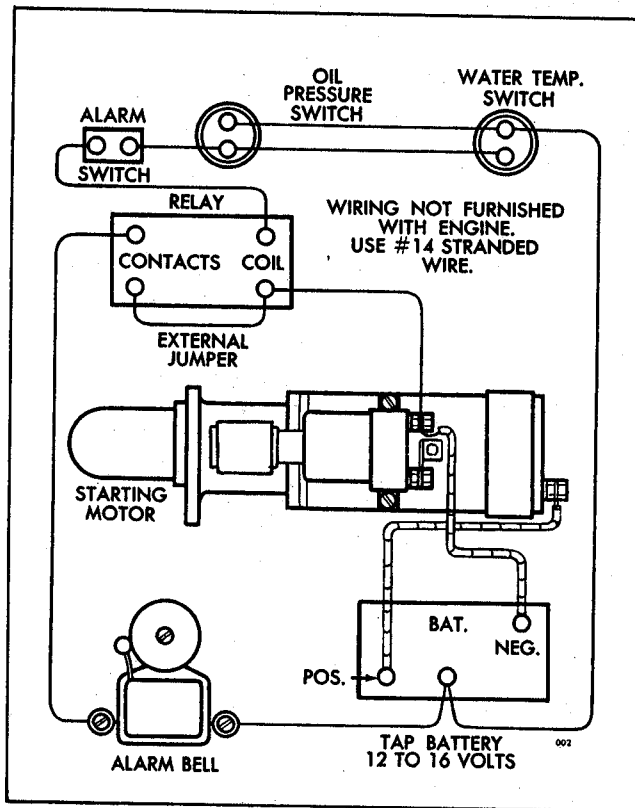 OIL
PRESSURE
SWITCH
WATER TEMP.
SWITCH
ALARM
SWITCH
RELAY
WIRING NOT FURNISHED
WITH ENGINE.
USE #14 STRANDED
WIRE.
CONTACTS COIL
EXTERNAL
JUMPER
STARTING
MOTOR
BAT.
NEG.
POS.
TAP BATTERY
12 TO 16 VOLTS
002
ALARM BELL